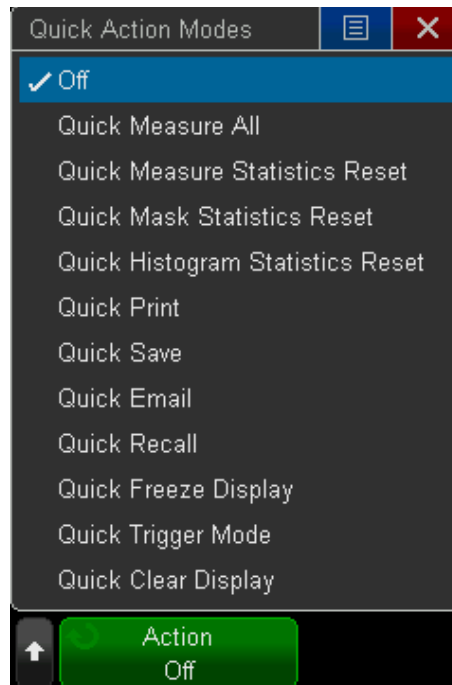 Quick Action Modes
Off
Quick Measure All
Quick Measure Statistics Reset
Quick Mask Statistics Reset
Quick Histogram Statistics Reset
Quick Print
Quick Save
Quick Email
Quick Recall
Quick Freeze Display
Quick Trigger Mode
Quick Clear Display
Action
Off